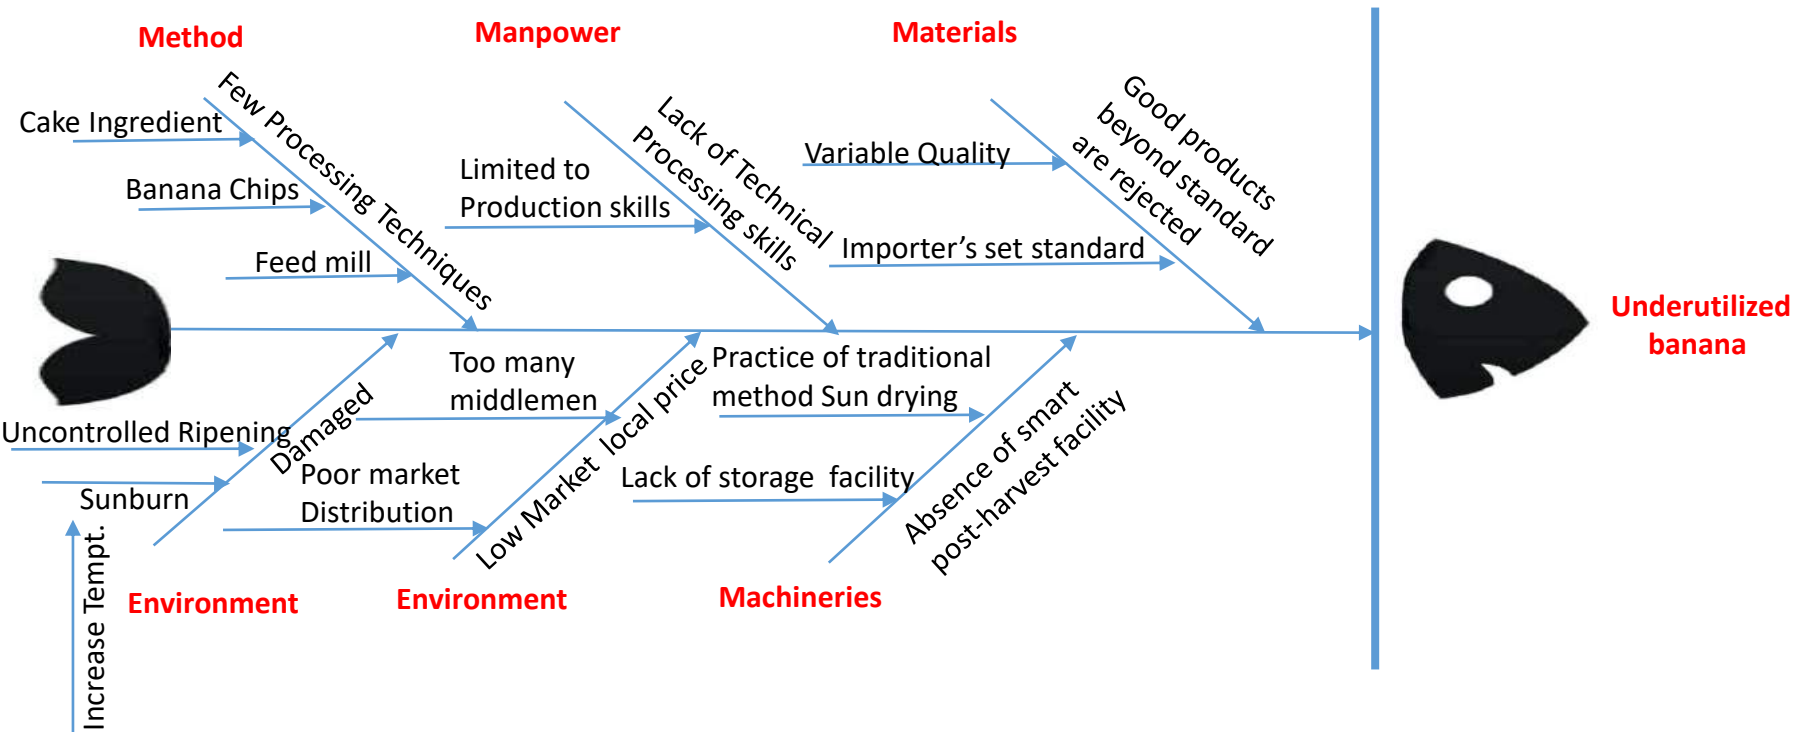 Method
Manpower
Materials
Few Processing Techniques
Cake Ingredient
Banana Chips
Feed mill
Lack of Technical
Processing skills
Limited to
Production skills
Good products
beyond standard
are rejected
Variable Quality
Importer's set standard
Underutilized
banana
Damaged
Uncontrolled Ripening
Sunburn
Increase Tempt.
Too many
middlemen
Poor market
Distribution
Low Market  local price
Practice of traditional
method Sun drying
Lack of storage  facility
Absence of smart
post-harvest facility
Environment
Environment
Machineries